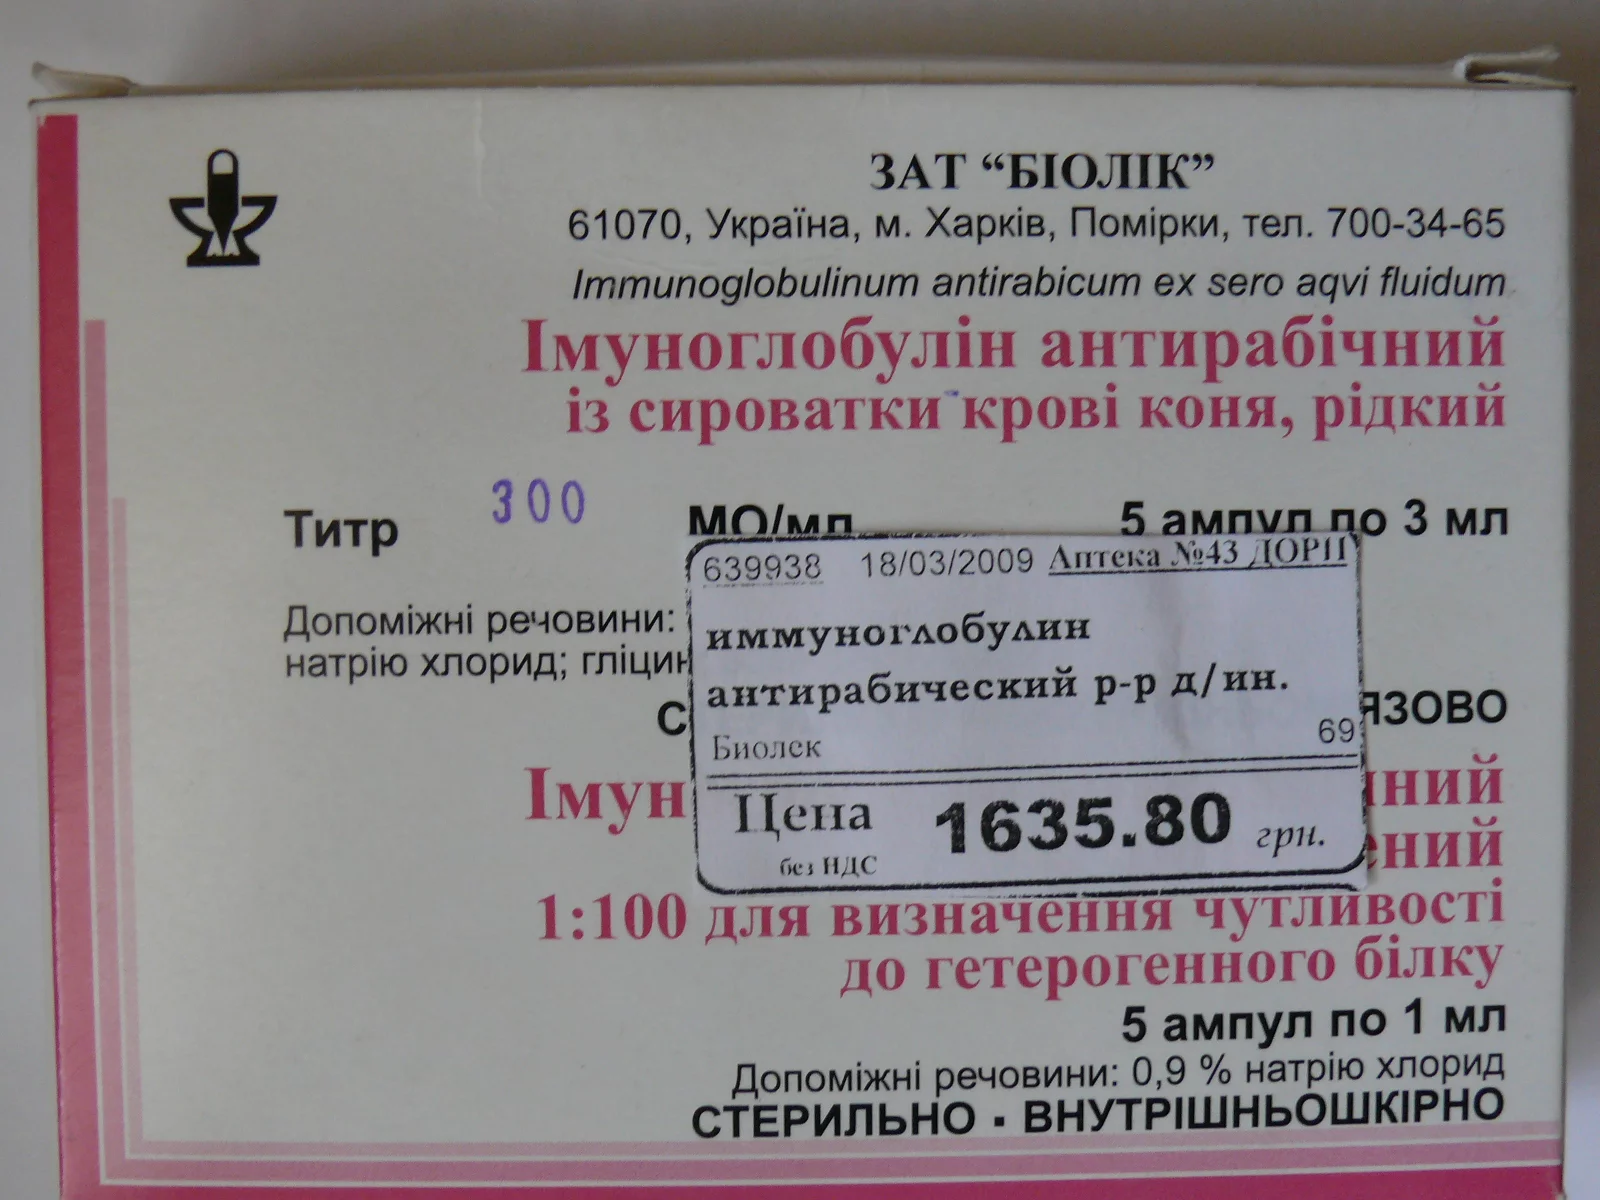 ЗАТ “БІОЛІК”
61070, Україна, м. Харків, Помірки, тел. 700-34-65
Immunoglobulinum antirabicum ex sero aqvi fluidum
Імуноглобулін антирабічний
із сироватки крові коня, рідкий
Титр 300 МО/мл 5 ампул по 3 мл
639938 18/03/2009 Аптека №43
Допоміжні речовини:
иммуноглобулин
натрію хлорид;
антирабический р-р д/ин.
Биолек 69
Цена 1635.80 грн.
без НДС
1:100 для визначення чутливості
до гетерогенного білку
5 ампул по 1 мл
Допоміжні речовини: 0,9 % натрію хлорид
СТЕРИЛЬНО · ВНУТРІШНЬОШКІРНО